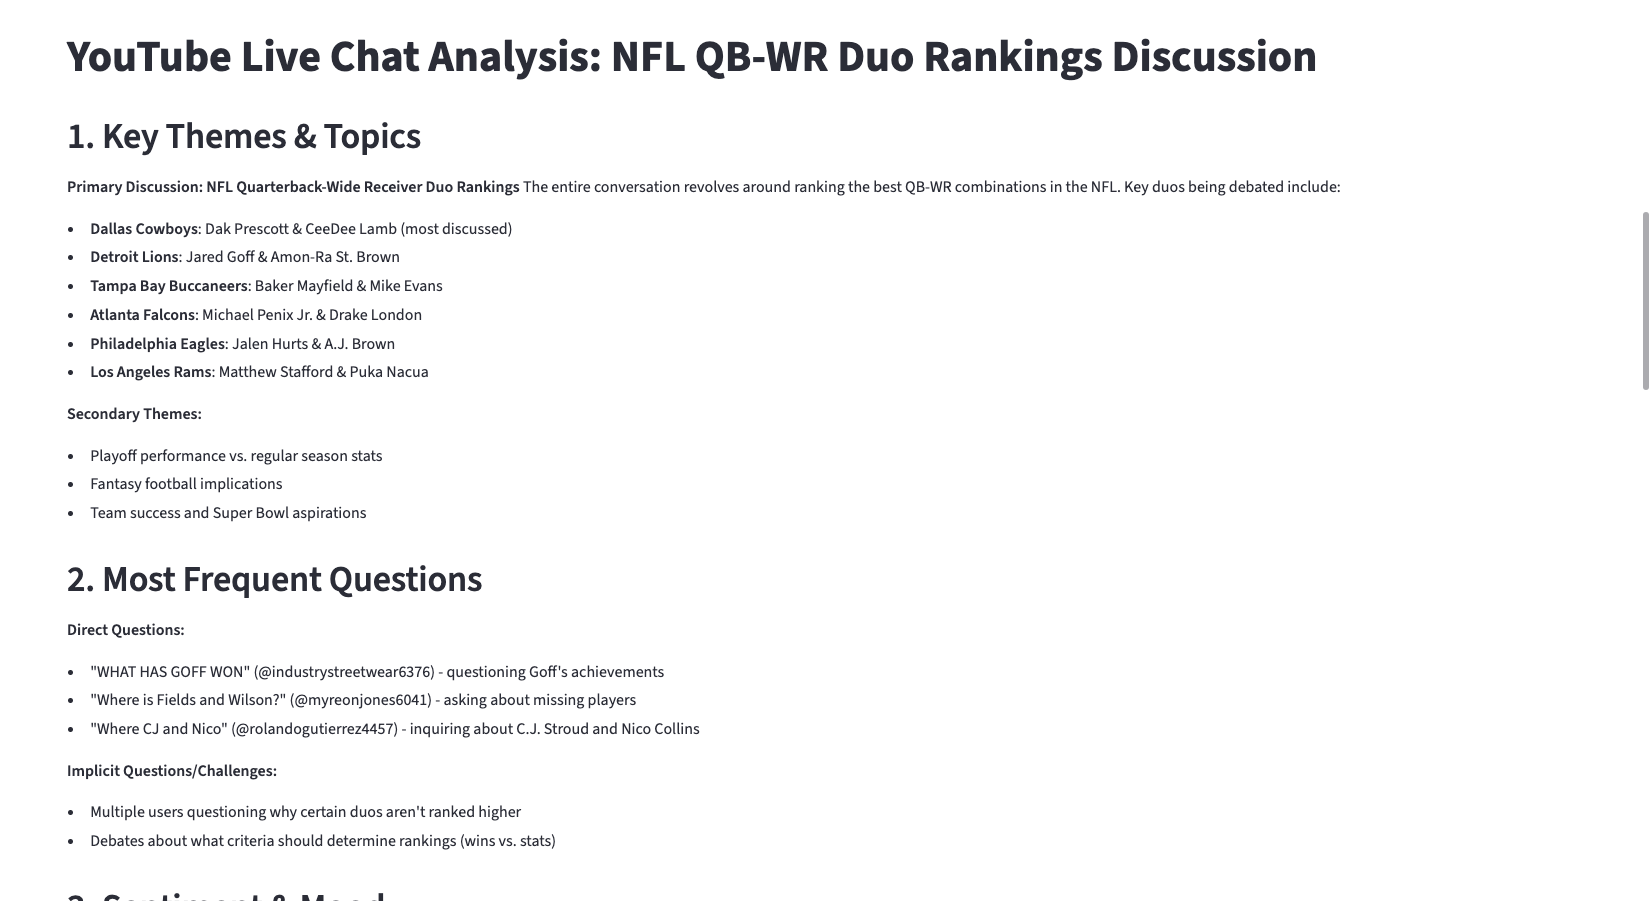 YouTube Live Chat Analysis: NFL QB-WR Duo Rankings Discussion
1. Key Themes & Topics
Primary Discussion: NFL Quarterback-Wide Receiver Duo Rankings The entire conversation revolves around ranking the best QB-WR combinations in the NFL. Key duos being debated include:
• Dallas Cowboys: Dak Prescott & CeeDee Lamb (most discussed)
• Detroit Lions: Jared Goff & Amon-Ra St. Brown
• Tampa Bay Buccaneers: Baker Mayfield & Mike Evans
• Atlanta Falcons: Michael Penix Jr. & Drake London
• Philadelphia Eagles: Jalen Hurts & A.J. Brown
• Los Angeles Rams: Matthew Stafford & Puka Nacua
Secondary Themes:
• Playoff performance vs. regular season stats
• Fantasy football implications
• Team success and Super Bowl aspirations
2. Most Frequent Questions
Direct Questions:
• "WHAT HAS GOFF WON" (@industrystreetwear6376) - questioning Goff's achievements
• "Where is Fields and Wilson?" (@myreonjones6041) - asking about missing players
• "Where CJ and Nico" (@rolandogutierrez4457) - inquiring about C.J. Stroud and Nico Collins
Implicit Questions/Challenges:
• Multiple users questioning why certain duos aren't ranked higher
• Debates about what criteria should determine rankings (wins vs. stats)
3. Sentiment & Mood